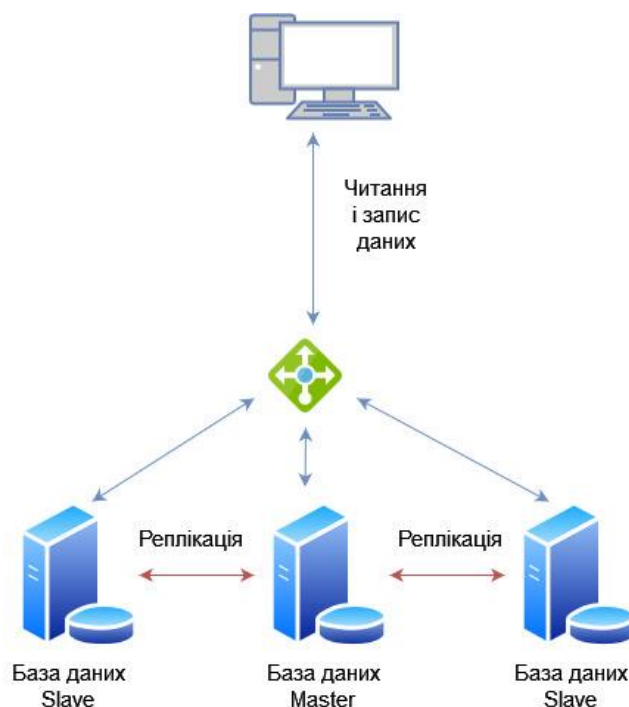 Читання
і запис
даних
Реплікація
Реплікація
База даних
Slave
База даних
Master
База даних
Slave